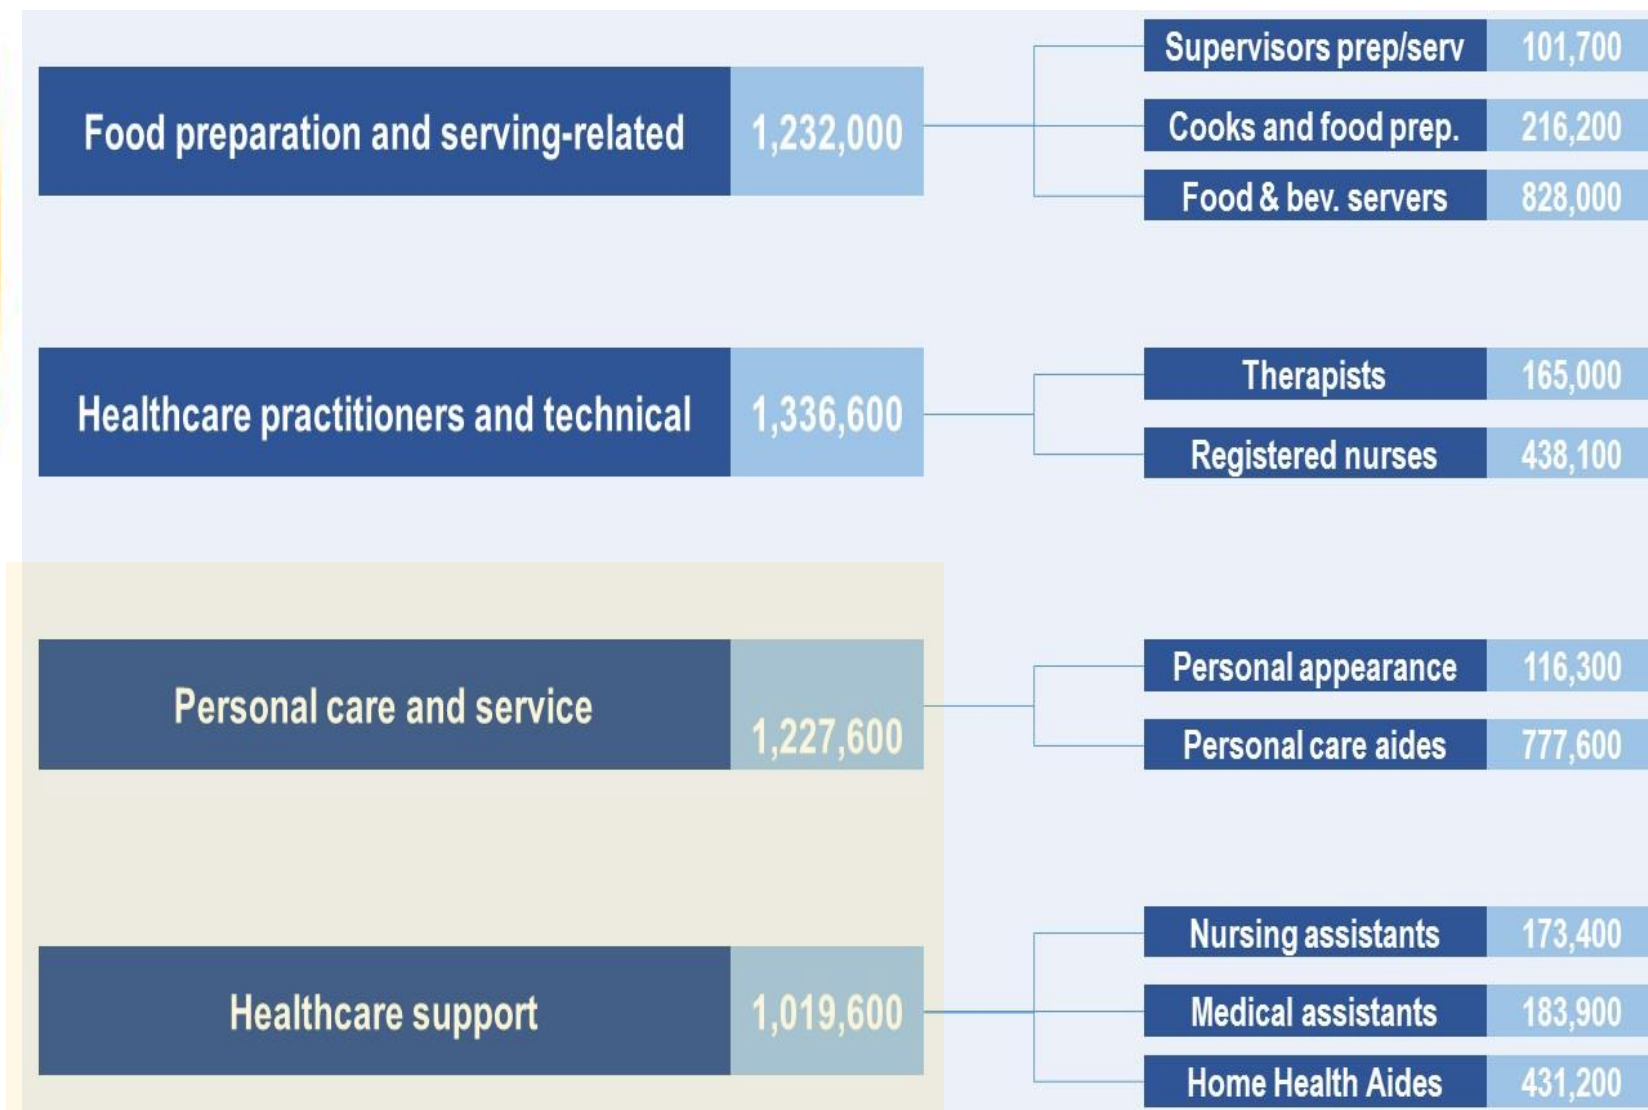 Food preparation and serving-related 1,232,000
Supervisors prep/serv 101,700
Cooks and food prep. 216,200
Food & bev. servers 828,000
Healthcare practitioners and technical 1,336,600
Therapists 165,000
Registered nurses 438,100
Personal care and service 1,227,600
Personal appearance 116,300
Personal care aides 777,600
Healthcare support 1,019,600
Nursing assistants 173,400
Medical assistants 183,900
Home Health Aides 431,200